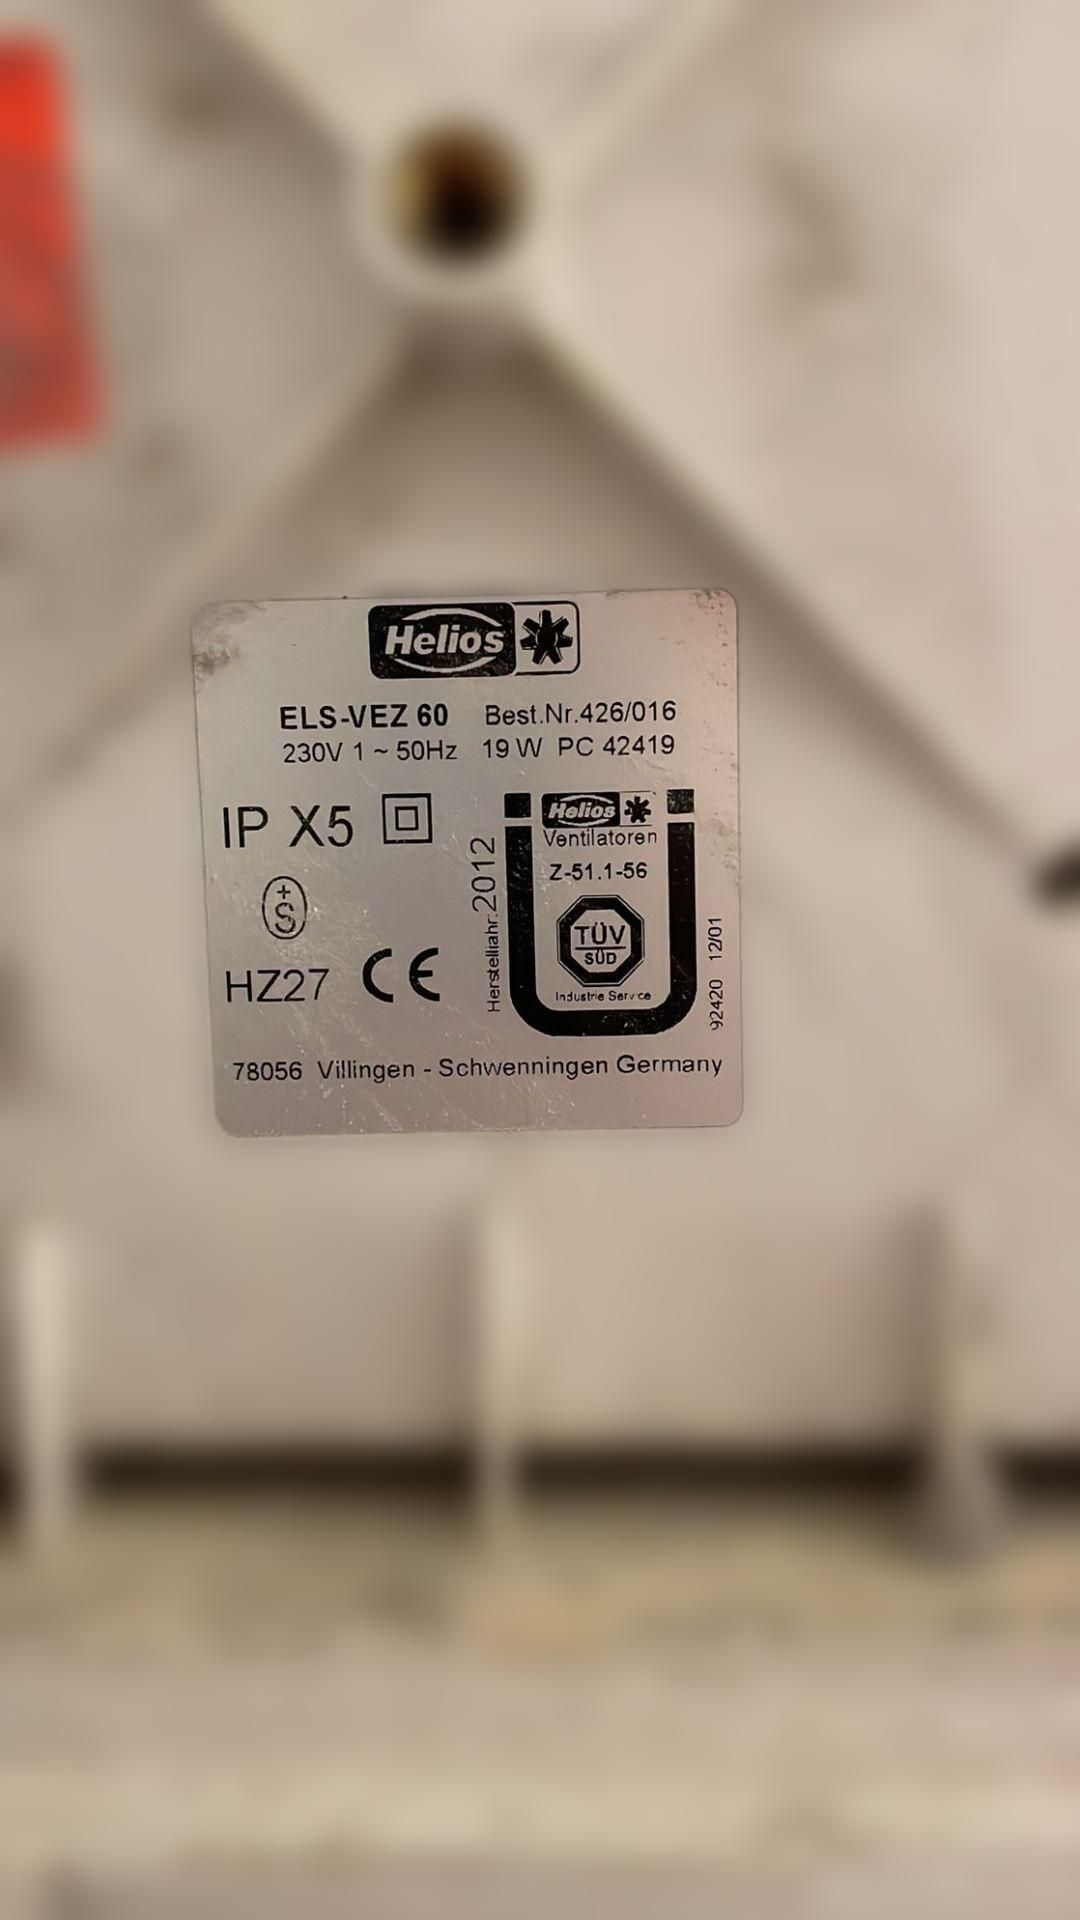 Helios
ELS-VEZ 60 Best.Nr.426/016
230V 1 ~ 50Hz 19 W PC 42419
IP X5
+
S
HZ27 CE
Herstelljahr:2012
Helios
Ventilatoren
Z-51.1-56
TÜV
SÜD
Industrie Service
92420 12/01
78056 Villingen - Schwenningen Germany